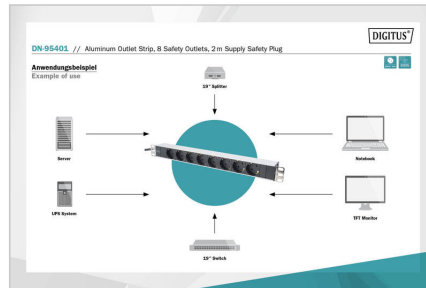 DIGITUS®
DN-95401 // Aluminum Outlet Strip, 8 Safety Outlets, 2m Supply Safety Plug
Anwendungsbeispiel
Example of use
19" Splitter
Server
Notebook
UPS System
TFT Monitor
19" Switch